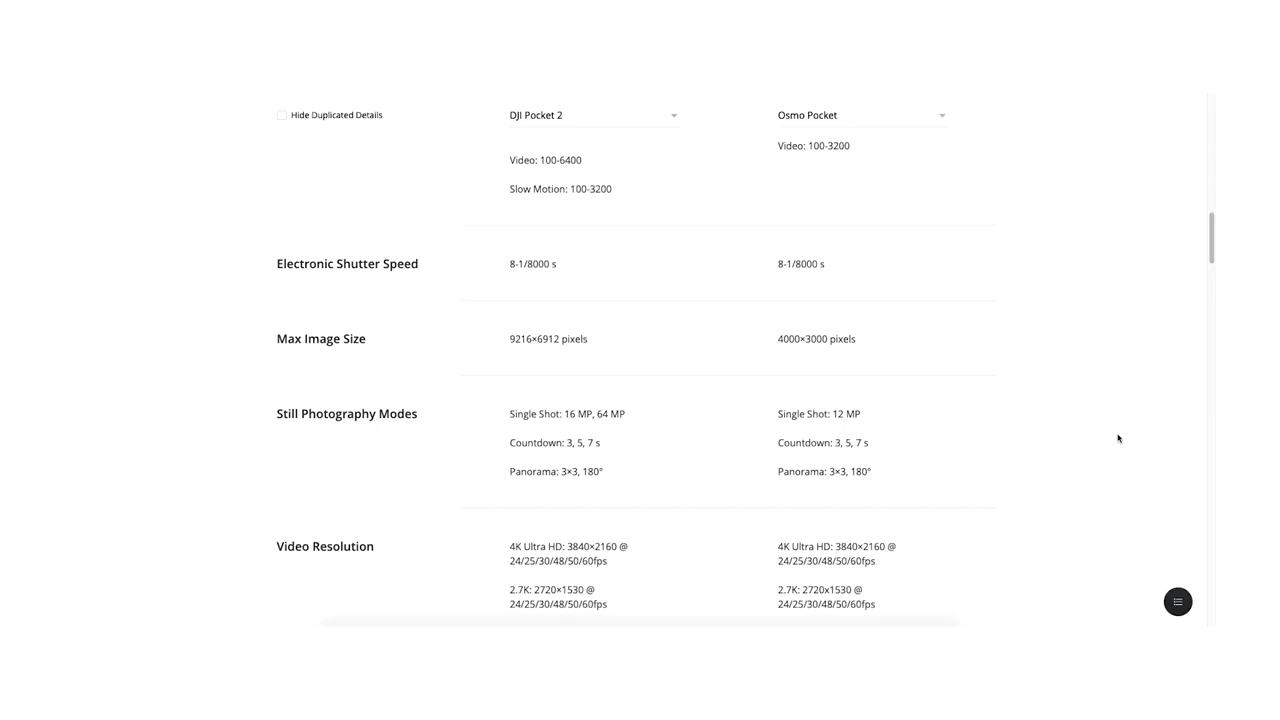 Hide Duplicated Details
DJI Pocket 2
Osmo Pocket
Video: 100-3200
Video: 100-6400
Slow Motion: 100-3200
Electronic Shutter Speed
8-1/8000 s
8-1/8000 s
Max Image Size
9216×6912 pixels
4000×3000 pixels
Still Photography Modes
Single Shot: 16 MP, 64 MP
Single Shot: 12 MP
Countdown: 3, 5, 7 s
Countdown: 3, 5, 7 s
Panorama: 3×3, 180°
Panorama: 3×3, 180°
Video Resolution
4K Ultra HD: 3840×2160 @
24/25/30/48/50/60fps
4K Ultra HD: 3840×2160 @
24/25/30/48/50/60fps
2.7K: 2720×1530 @
24/25/30/48/50/60fps
2.7K: 2720x1530 @
24/25/30/48/50/60fps